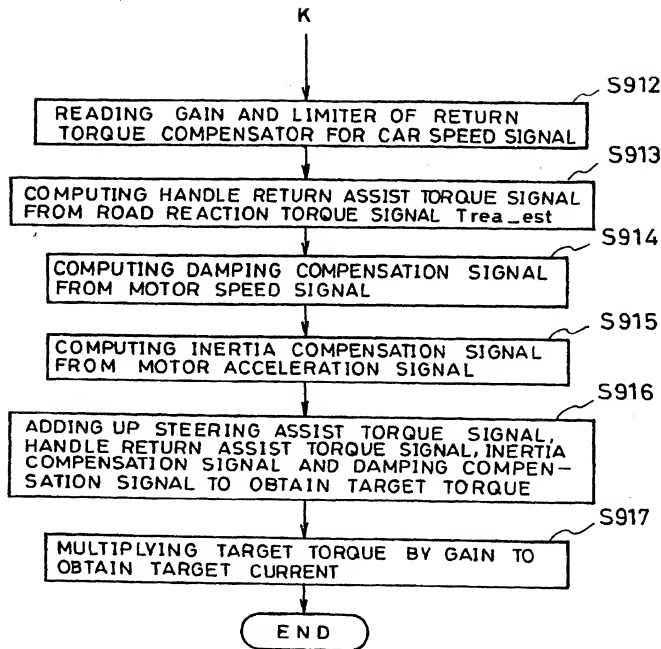 K
S912
READING GAIN AND LIMITER OF RETURN
TORQUE COMPENSATOR FOR CAR SPEED SIGNAL
S913
COMPUTING HANDLE RETURN ASSIST TORQUE SIGNAL
FROM ROAD REACTION TORQUE SIGNAL Trea_est
S914
COMPUTING DAMPING COMPENSATION SIGNAL
FROM MOTOR SPEED SIGNAL
S915
COMPUTING INERTIA COMPENSATION SIGNAL
FROM MOTOR ACCELERATION SIGNAL
S916
ADDING UP STEERING ASSIST TORQUE SIGNAL,
HANDLE RETURN ASSIST TORQUE SIGNAL, INERTIA
COMPENSATION SIGNAL AND DAMPING COMPEN-
SATION SIGNAL TO OBTAIN TARGET TORQUE
S917
MULTIPLYING TARGET TORQUE BY GAIN TO
OBTAIN TARGET CURRENT
END